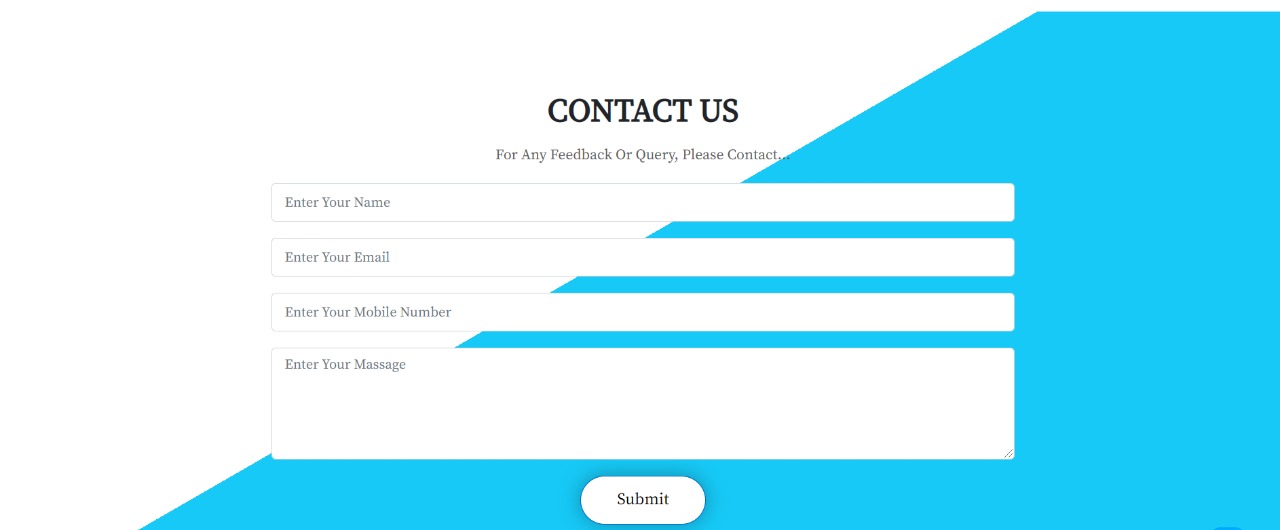 CONTACT US
For Any Feedback Or Query, Please Contact...
Enter Your Name
Enter Your Email
Enter Your Mobile Number
Enter Your Massage
Submit